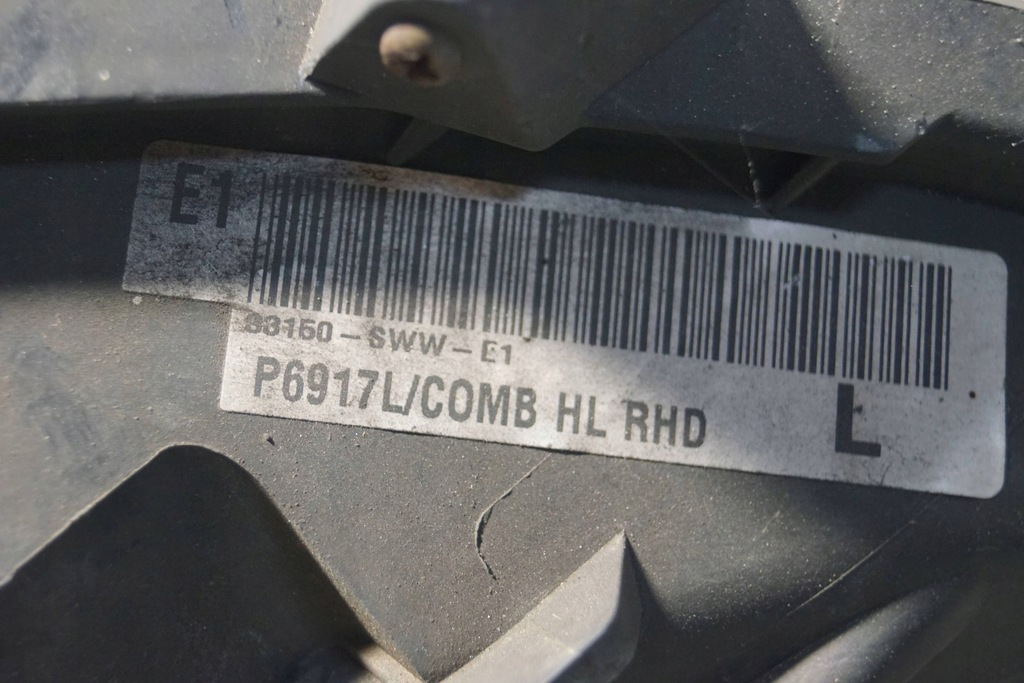 E1
33150-SWW-E1
P6917L/COMB HL RHD
L